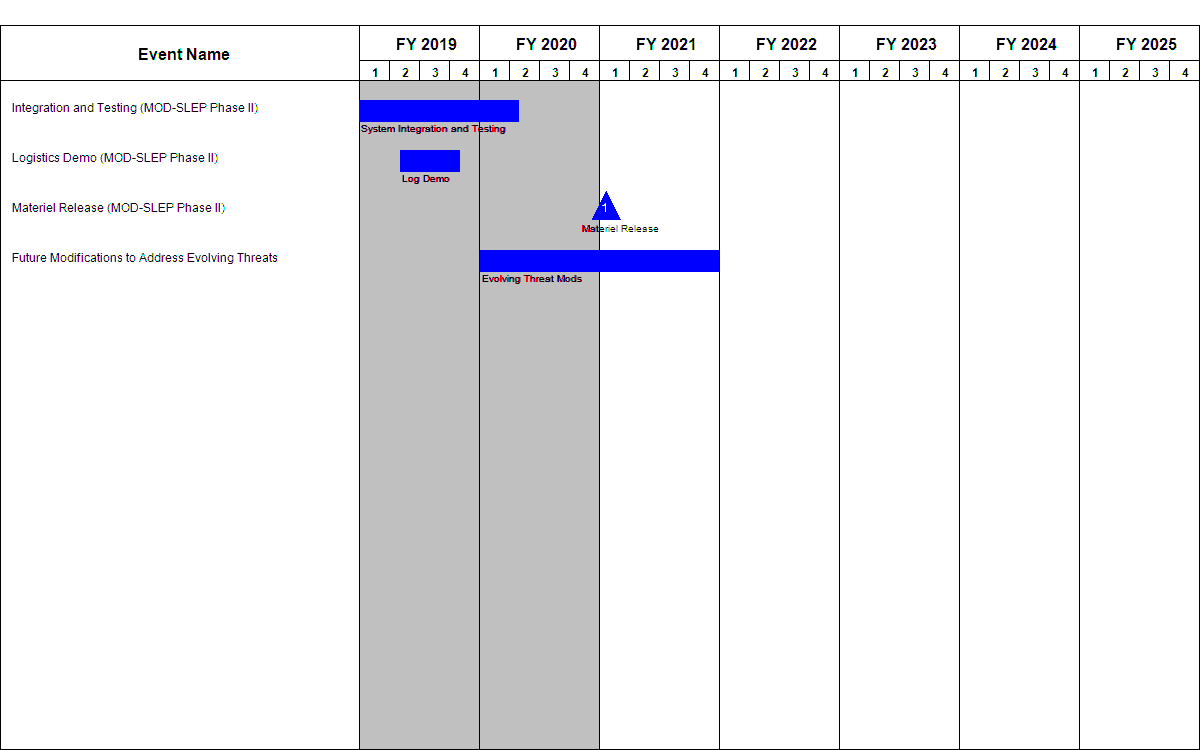 Event Name
FY 2019 FY 2020 FY 2021 FY 2022 FY 2023 FY 2024 FY 2025
1 2 3 4 1 2 3 4 1 2 3 4 1 2 3 4 1 2 3 4 1 2 3 4 1 2 3 4
Integration and Testing (MOD-SLEP Phase II)
System Integration and Testing
Logistics Demo (MOD-SLEP Phase II)
Log Demo
Materiel Release (MOD-SLEP Phase II)
1
Materiel Release
Future Modifications to Address Evolving Threats
Evolving Threat Mods